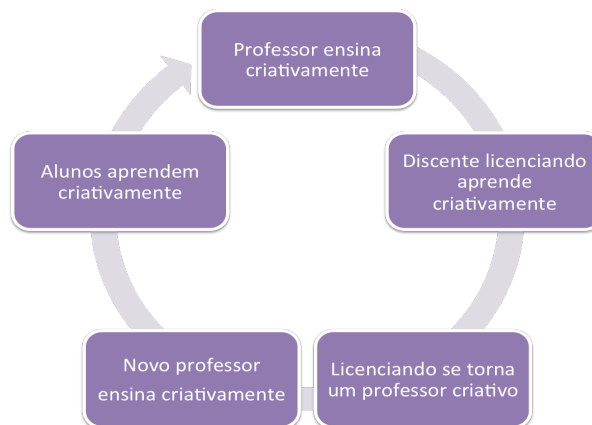 Professor ensina
criativamente
Discente licenciando
aprende
criativamente
Licenciando se torna
um professor criativo
Novo professor
ensina criativamente
Alunos aprendem
criativamente